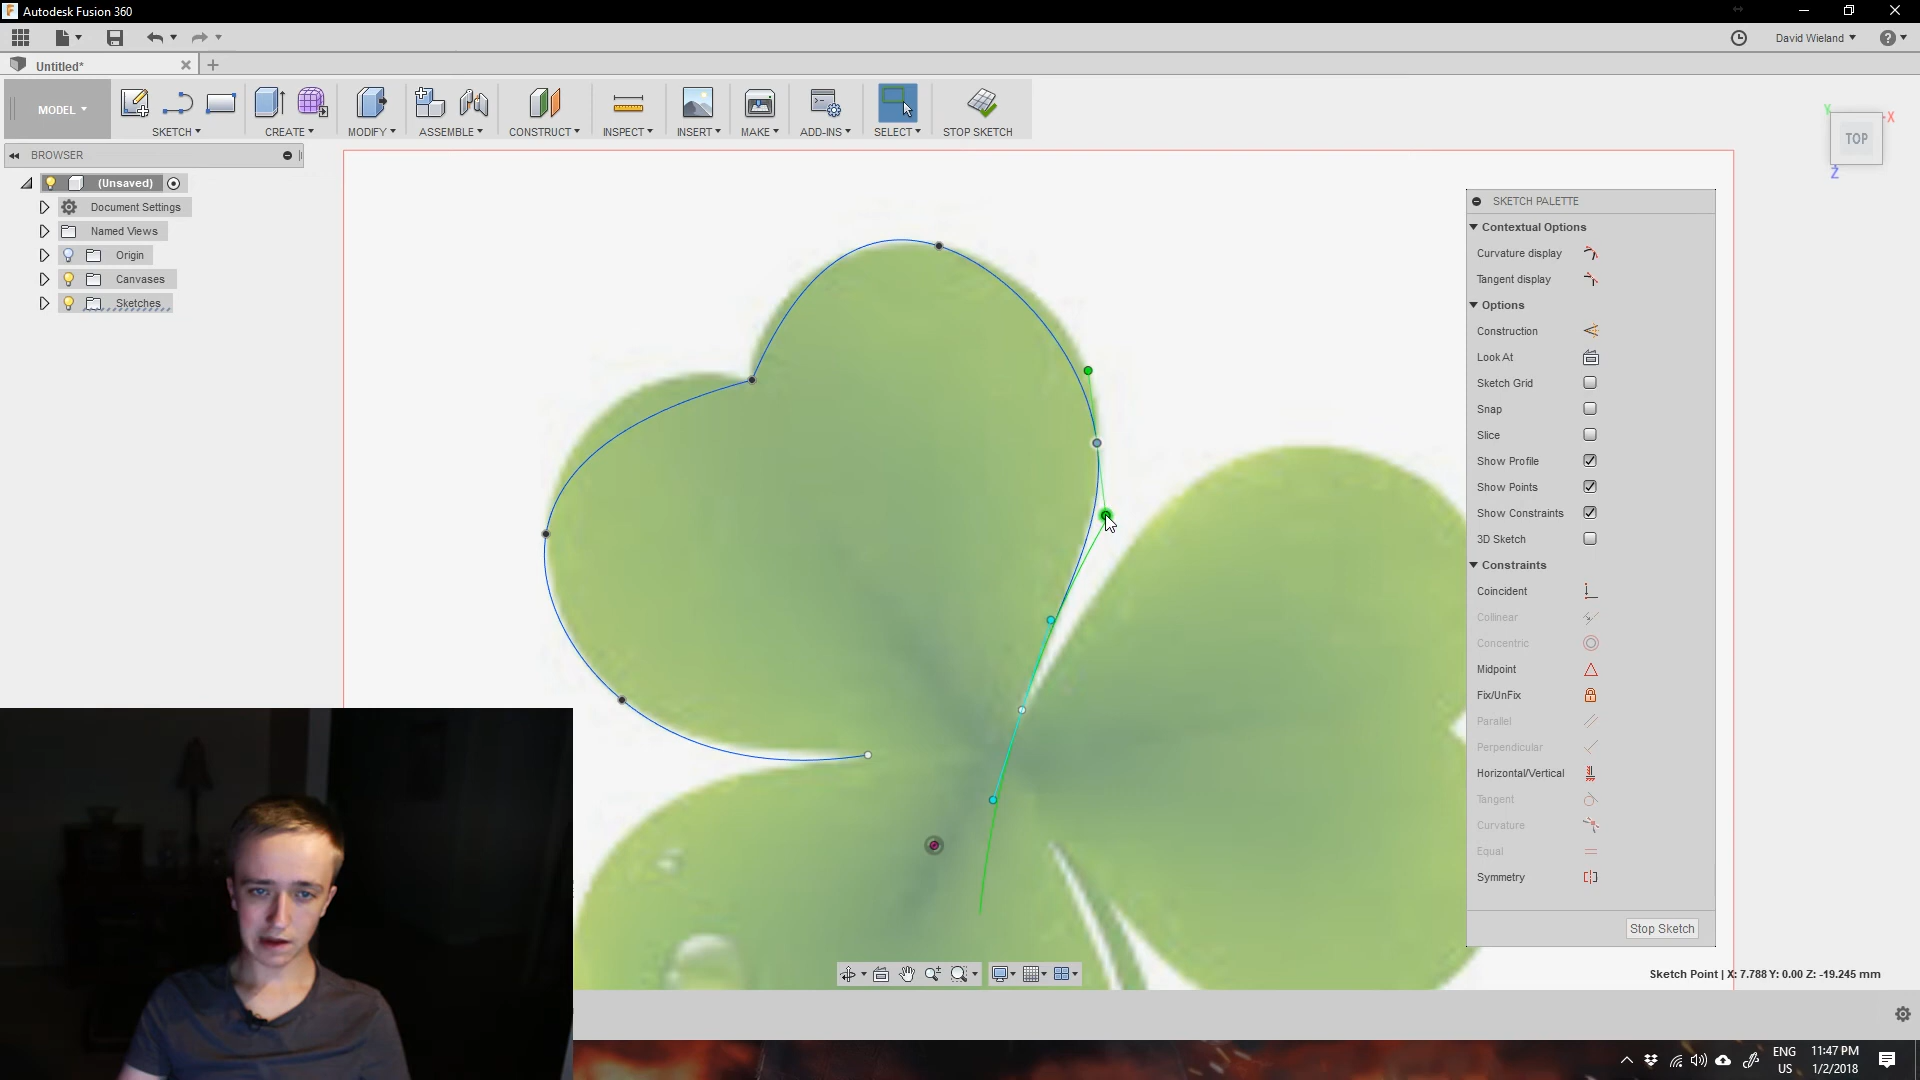 Autodesk Fusion 360
David Wieland
Untitled*
MODEL
SKETCH
CREATE
MODIFY
ASSEMBLE
CONSTRUCT
INSPECT
INSERT
MAKE
ADD-INS
SELECT
STOP SKETCH
BROWSER
(Unsaved)
Document Settings
Named Views
Origin
Canvases
Sketches
Y
-X
TOP
Z
SKETCH PALETTE
Contextual Options
Curvature display
Tangent display
Options
Construction
Look At
Sketch Grid
Snap
Slice
Show Profile
Show Points
Show Constraints
3D Sketch
Constraints
Coincident
Collinear
Concentric
Midpoint
Fix/UnFix
Parallel
Perpendicular
Horizontal/Vertical
Tangent
Curvature
Equal
Symmetry
Stop Sketch
Sketch Point | X: 7.788 Y: 0.00 Z: -19.245 mm
ENG
US
11:47 PM
1/2/2018